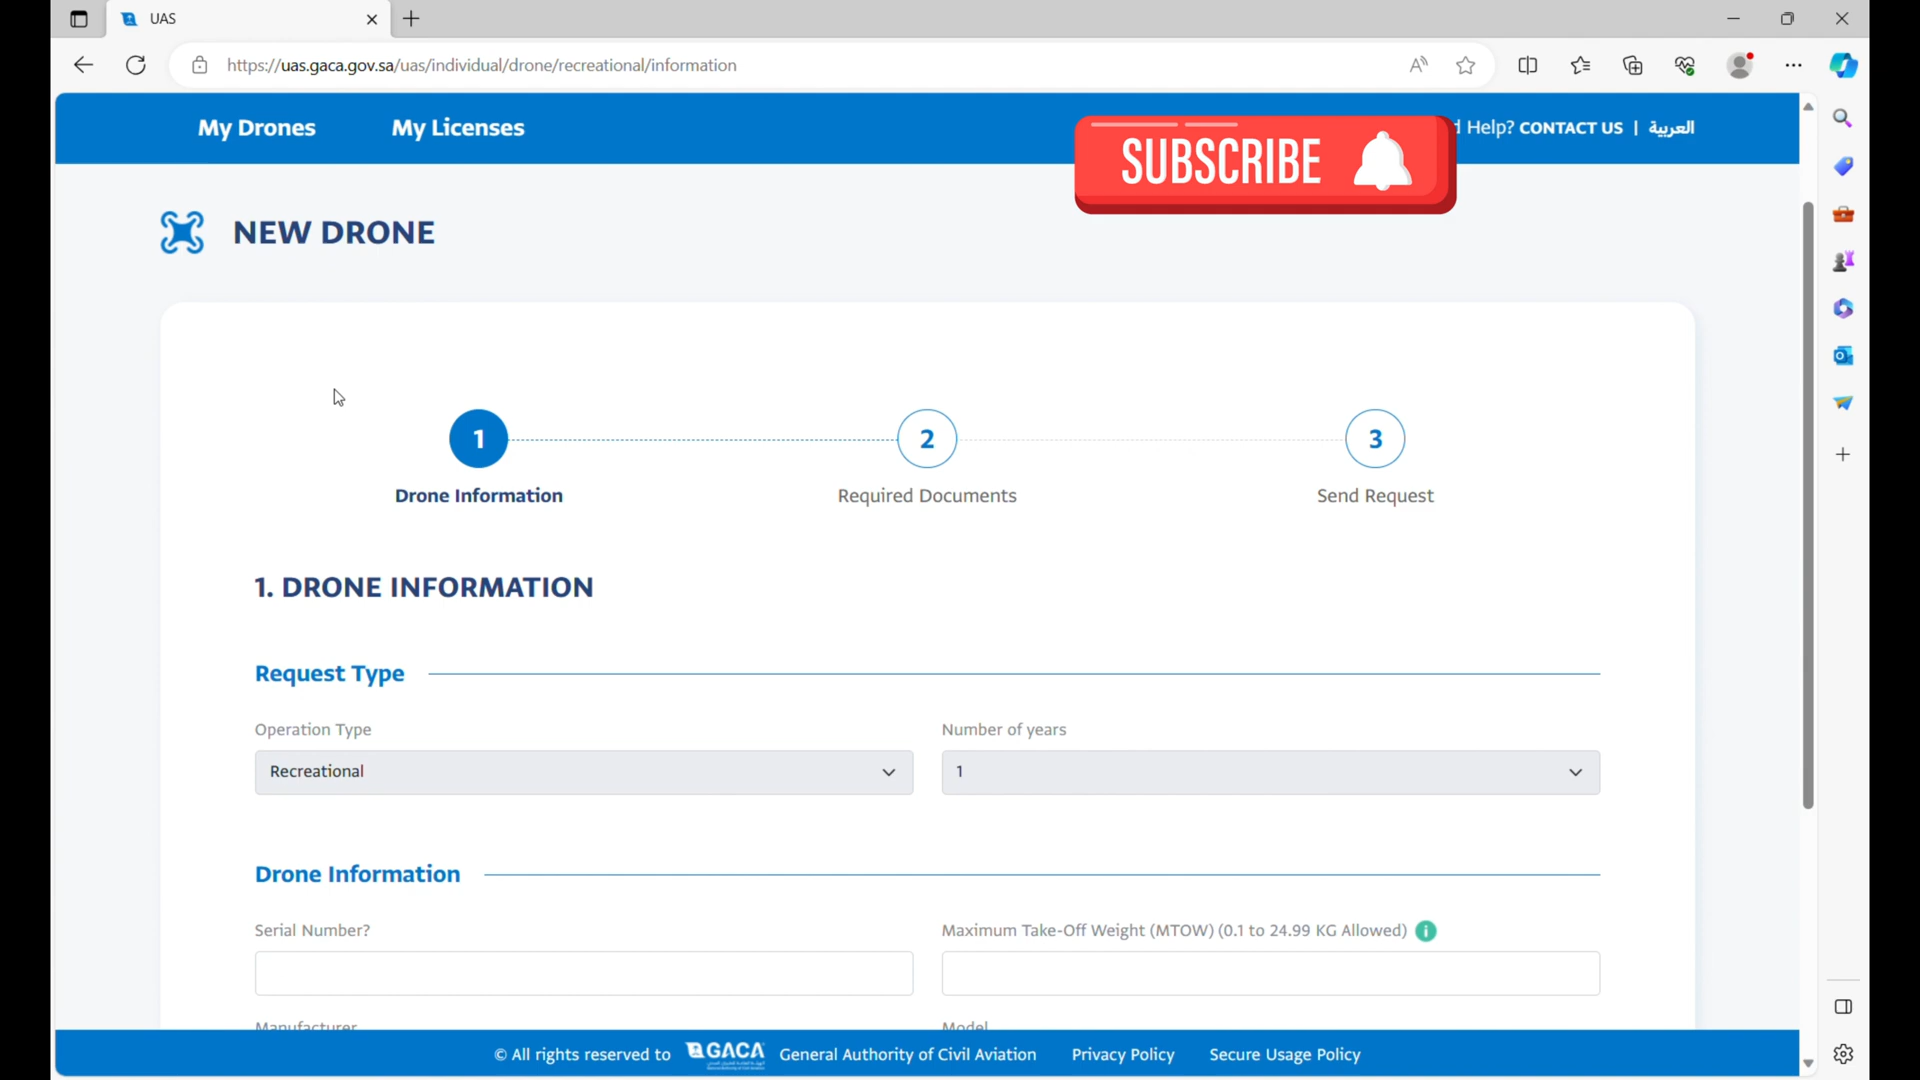 UAS
https://uas.gaca.gov.sa/uas/individual/drone/recreational/information
My Drones
My Licenses
Help? CONTACT US | العربية
SUBSCRIBE
NEW DRONE
1
2
3
Drone Information
Required Documents
Send Request
1. DRONE INFORMATION
Request Type
Operation Type
Number of years
Recreational
1
Drone Information
Serial Number?
Maximum Take-Off Weight (MTOW) (0.1 to 24.99 KG Allowed)
Manufacturer
Model
© All rights reserved to GACA General Authority of Civil Aviation Privacy Policy Secure Usage Policy